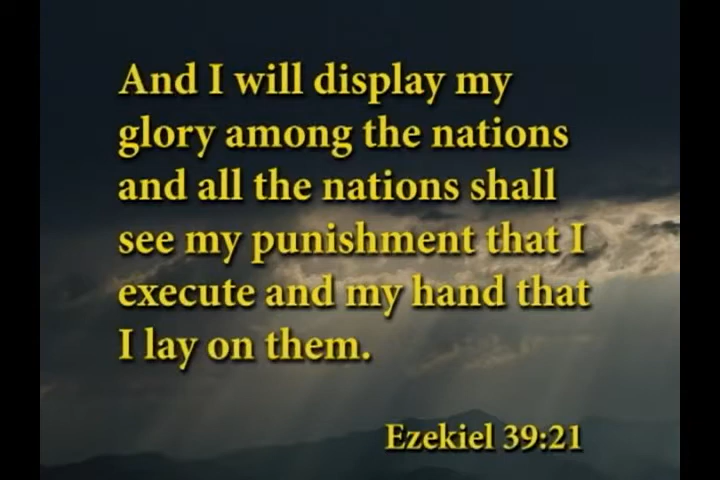 And I will display my
glory among the nations
and all the nations shall
see my punishment that I
execute and my hand that
I lay on them.
Ezekiel 39:21